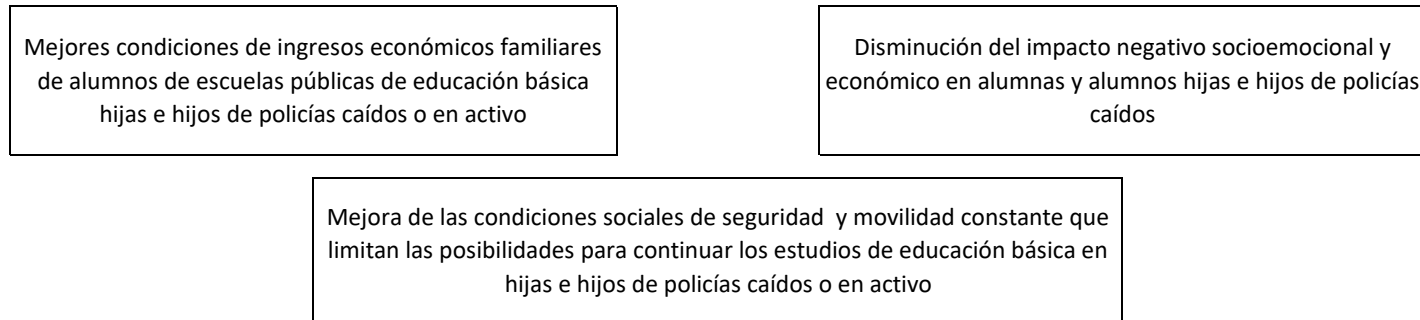 Mejores condiciones de ingresos económicos familiares
de alumnos de escuelas públicas de educación básica
hijas e hijos de policías caídos o en activo
Disminución del impacto negativo socioemocional y
económico en alumnas y alumnos hijas e hijos de policías
caídos
Mejora de las condiciones sociales de seguridad  y movilidad constante que
limitan las posibilidades para continuar los estudios de educación básica en
hijas e hijos de policías caídos o en activo